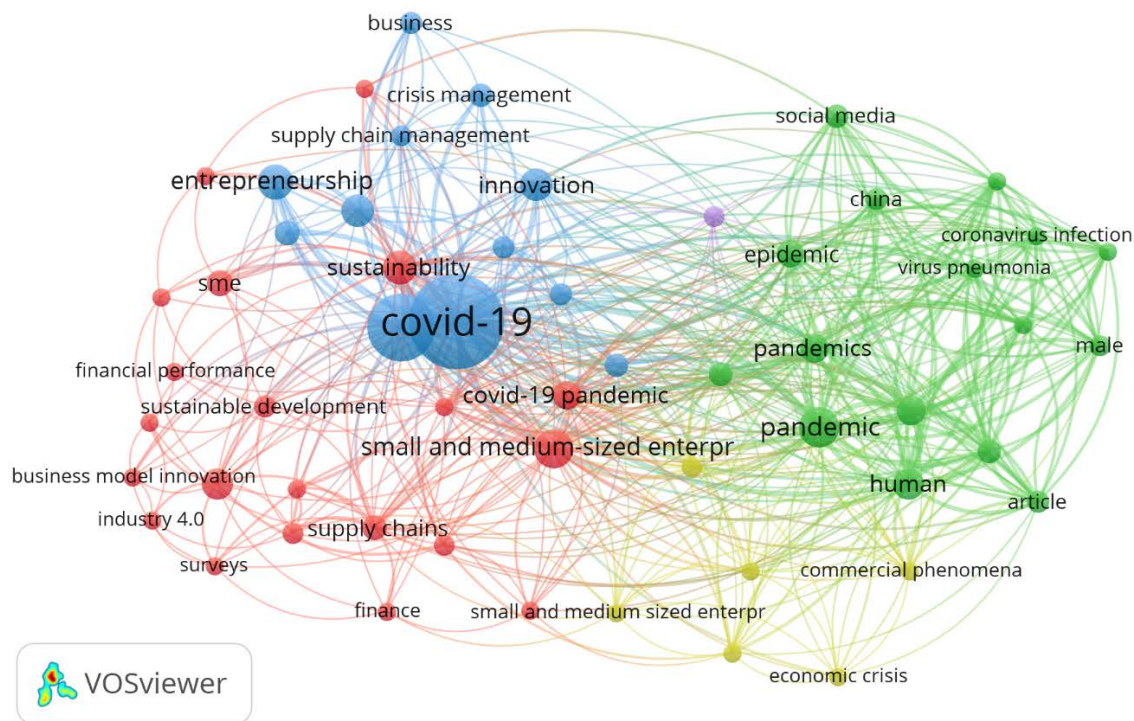 business
crisis management
social media
supply chain management
entrepreneurship
innovation
china
coronavirus infection
epidemic
virus pneumonia
sustainability
sme
covid-19
pandemics
male
financial performance
covid-19 pandemic
sustainable development
pandemic
small and medium-sized enterpr
business model innovation
human
article
industry 4.0
supply chains
surveys
commercial phenomena
finance
small and medium sized enterpr
economic crisis
VOSviewer